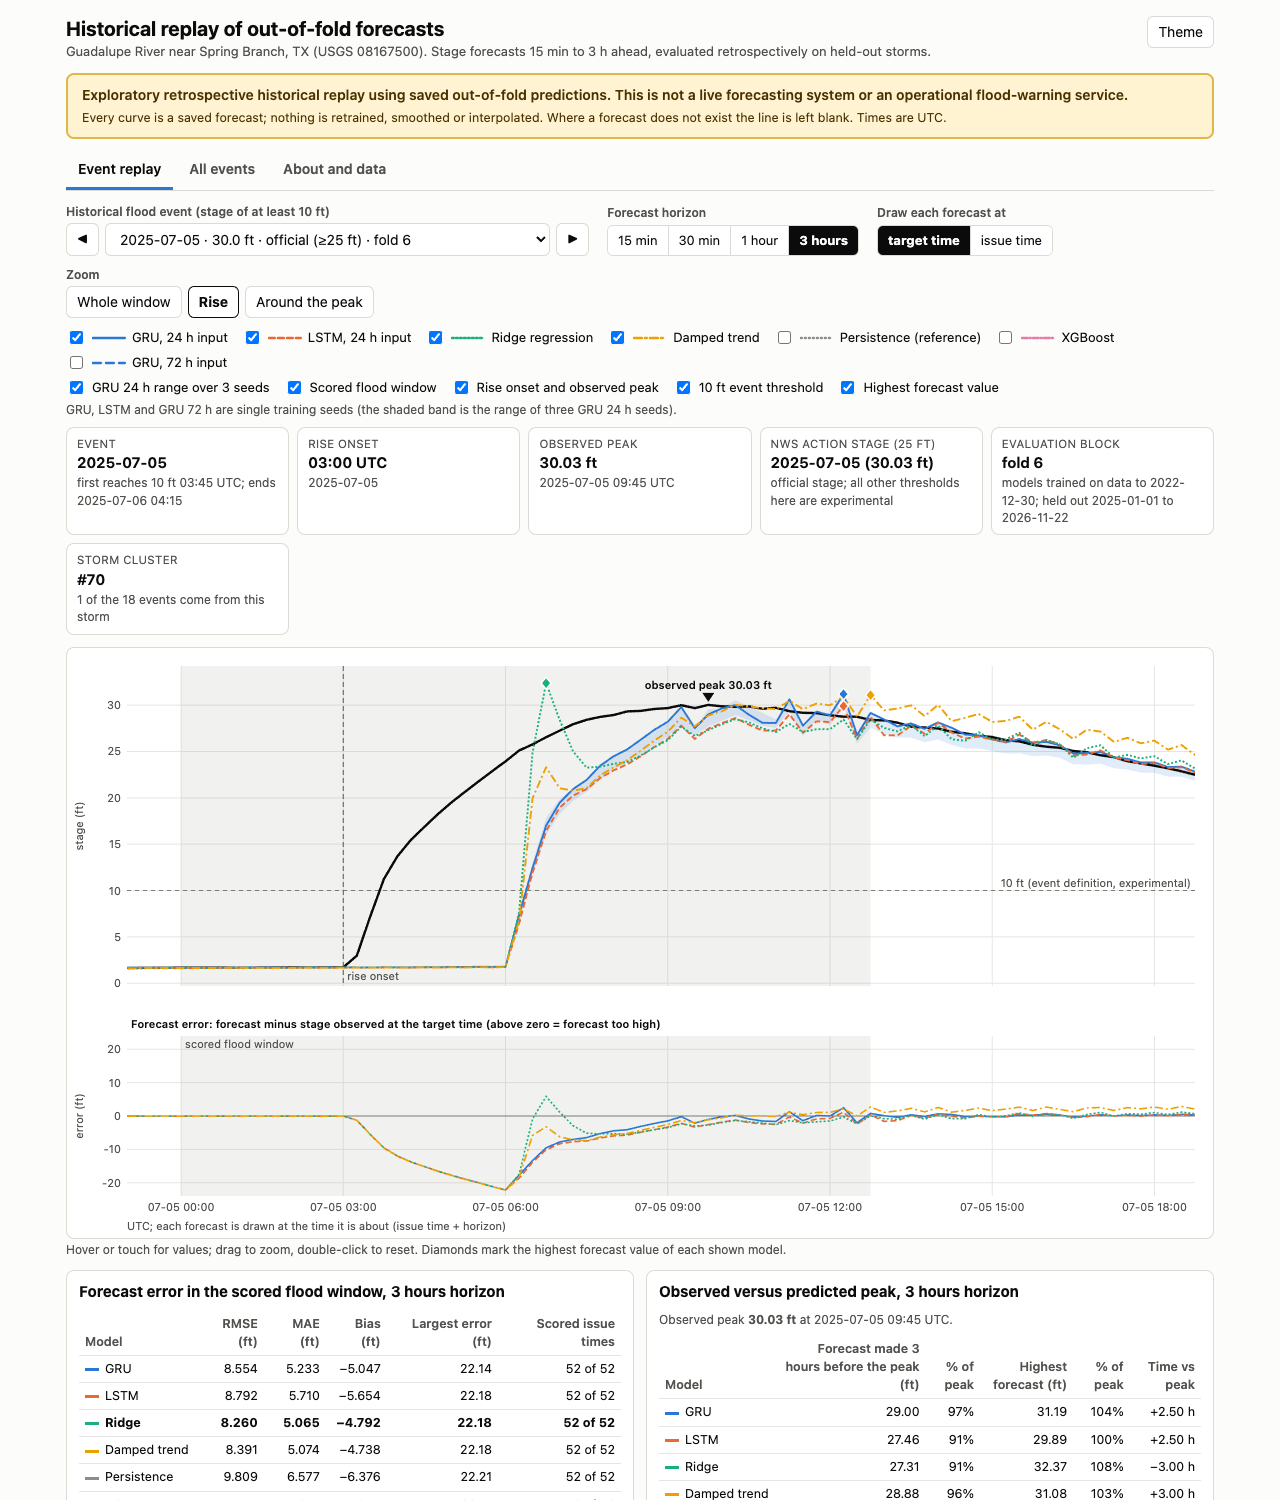 Historical replay of out-of-fold forecasts
Theme
Guadalupe River near Spring Branch, TX (USGS 08167500). Stage forecasts 15 min to 3 h ahead, evaluated retrospectively on held-out storms.
Exploratory retrospective historical replay using saved out-of-fold predictions. This is not a live forecasting system or an operational flood-warning service.
Every curve is a saved forecast; nothing is retrained, smoothed or interpolated. Where a forecast does not exist the line is left blank. Times are UTC.
Event replay All events About and data
Historical flood event (stage of at least 10 ft) Forecast horizon Draw each forecast at
◀ 2025-07-05 · 30.0 ft · official (≥25 ft) · fold 6 ▶ 15 min 30 min 1 hour 3 hours target time issue time
Zoom
Whole window Rise Around the peak
GRU, 24 h input LSTM, 24 h input Ridge regression Damped trend Persistence (reference) XGBoost
GRU, 72 h input
GRU 24 h range over 3 seeds Scored flood window Rise onset and observed peak 10 ft event threshold Highest forecast value
GRU, LSTM and GRU 72 h are single training seeds (the shaded band is the range of three GRU 24 h seeds).
EVENT
2025-07-05
first reaches 10 ft 03:45 UTC; ends
2025-07-06 04:15
RISE ONSET
03:00 UTC
2025-07-05
OBSERVED PEAK
30.03 ft
2025-07-05 09:45 UTC
NWS ACTION STAGE (25 FT)
2025-07-05 (30.03 ft)
official stage; all other thresholds
here are experimental
EVALUATION BLOCK
fold 6
models trained on data to 2022-
12-30; held out 2025-01-01 to
2026-11-22
STORM CLUSTER
#70
1 of the 18 events come from this
storm
observed peak 30.03 ft
30
25
20
15
10
5
0
stage (ft)
10 ft (event definition, experimental)
rise onset
Forecast error: forecast minus stage observed at the target time (above zero = forecast too high)
scored flood window
20
10
0
-10
-20
error (ft)
07-05 00:00 07-05 03:00 07-05 06:00 07-05 09:00 07-05 12:00 07-05 15:00 07-05 18:00
UTC; each forecast is drawn at the time it is about (issue time + horizon)
Hover or touch for values; drag to zoom, double-click to reset. Diamonds mark the highest forecast value of each shown model.
Forecast error in the scored flood window, 3 hours horizon
Model RMSE (ft) MAE (ft) Bias (ft) Largest error (ft) Scored issue times
GRU 8.554 5.233 −5.047 22.14 52 of 52
LSTM 8.792 5.710 −5.654 22.18 52 of 52
Ridge 8.260 5.065 −4.792 22.18 52 of 52
Damped trend 8.391 5.074 −4.738 22.18 52 of 52
Persistence 9.809 6.577 −6.376 22.21 52 of 52
Observed versus predicted peak, 3 hours horizon
Observed peak 30.03 ft at 2025-07-05 09:45 UTC.
Model Forecast made 3 hours before the peak (ft) % of peak Highest forecast (ft) % of peak Time vs peak
GRU 29.00 97% 31.19 104% +2.50 h
LSTM 27.46 91% 29.89 100% +2.50 h
Ridge 27.31 91% 32.37 108% −3.00 h
Damped trend 28.88 96% 31.08 103% +3.00 h